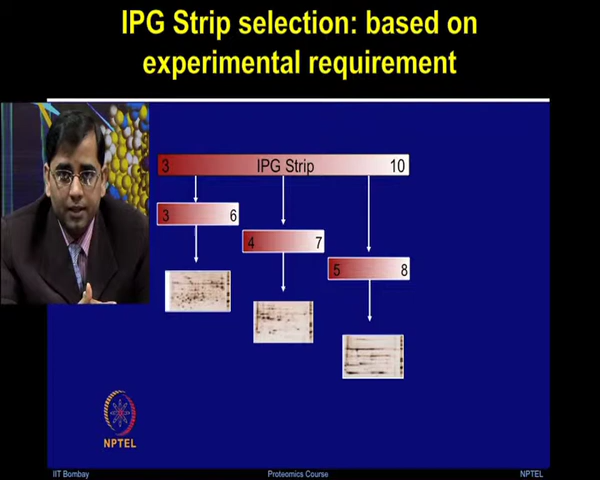 IPG Strip selection: based on
experimental requirement
3 IPG Strip 10
3 6
4 7
5 8
NPTEL
IIT Bombay Proteomics Course NPTEL